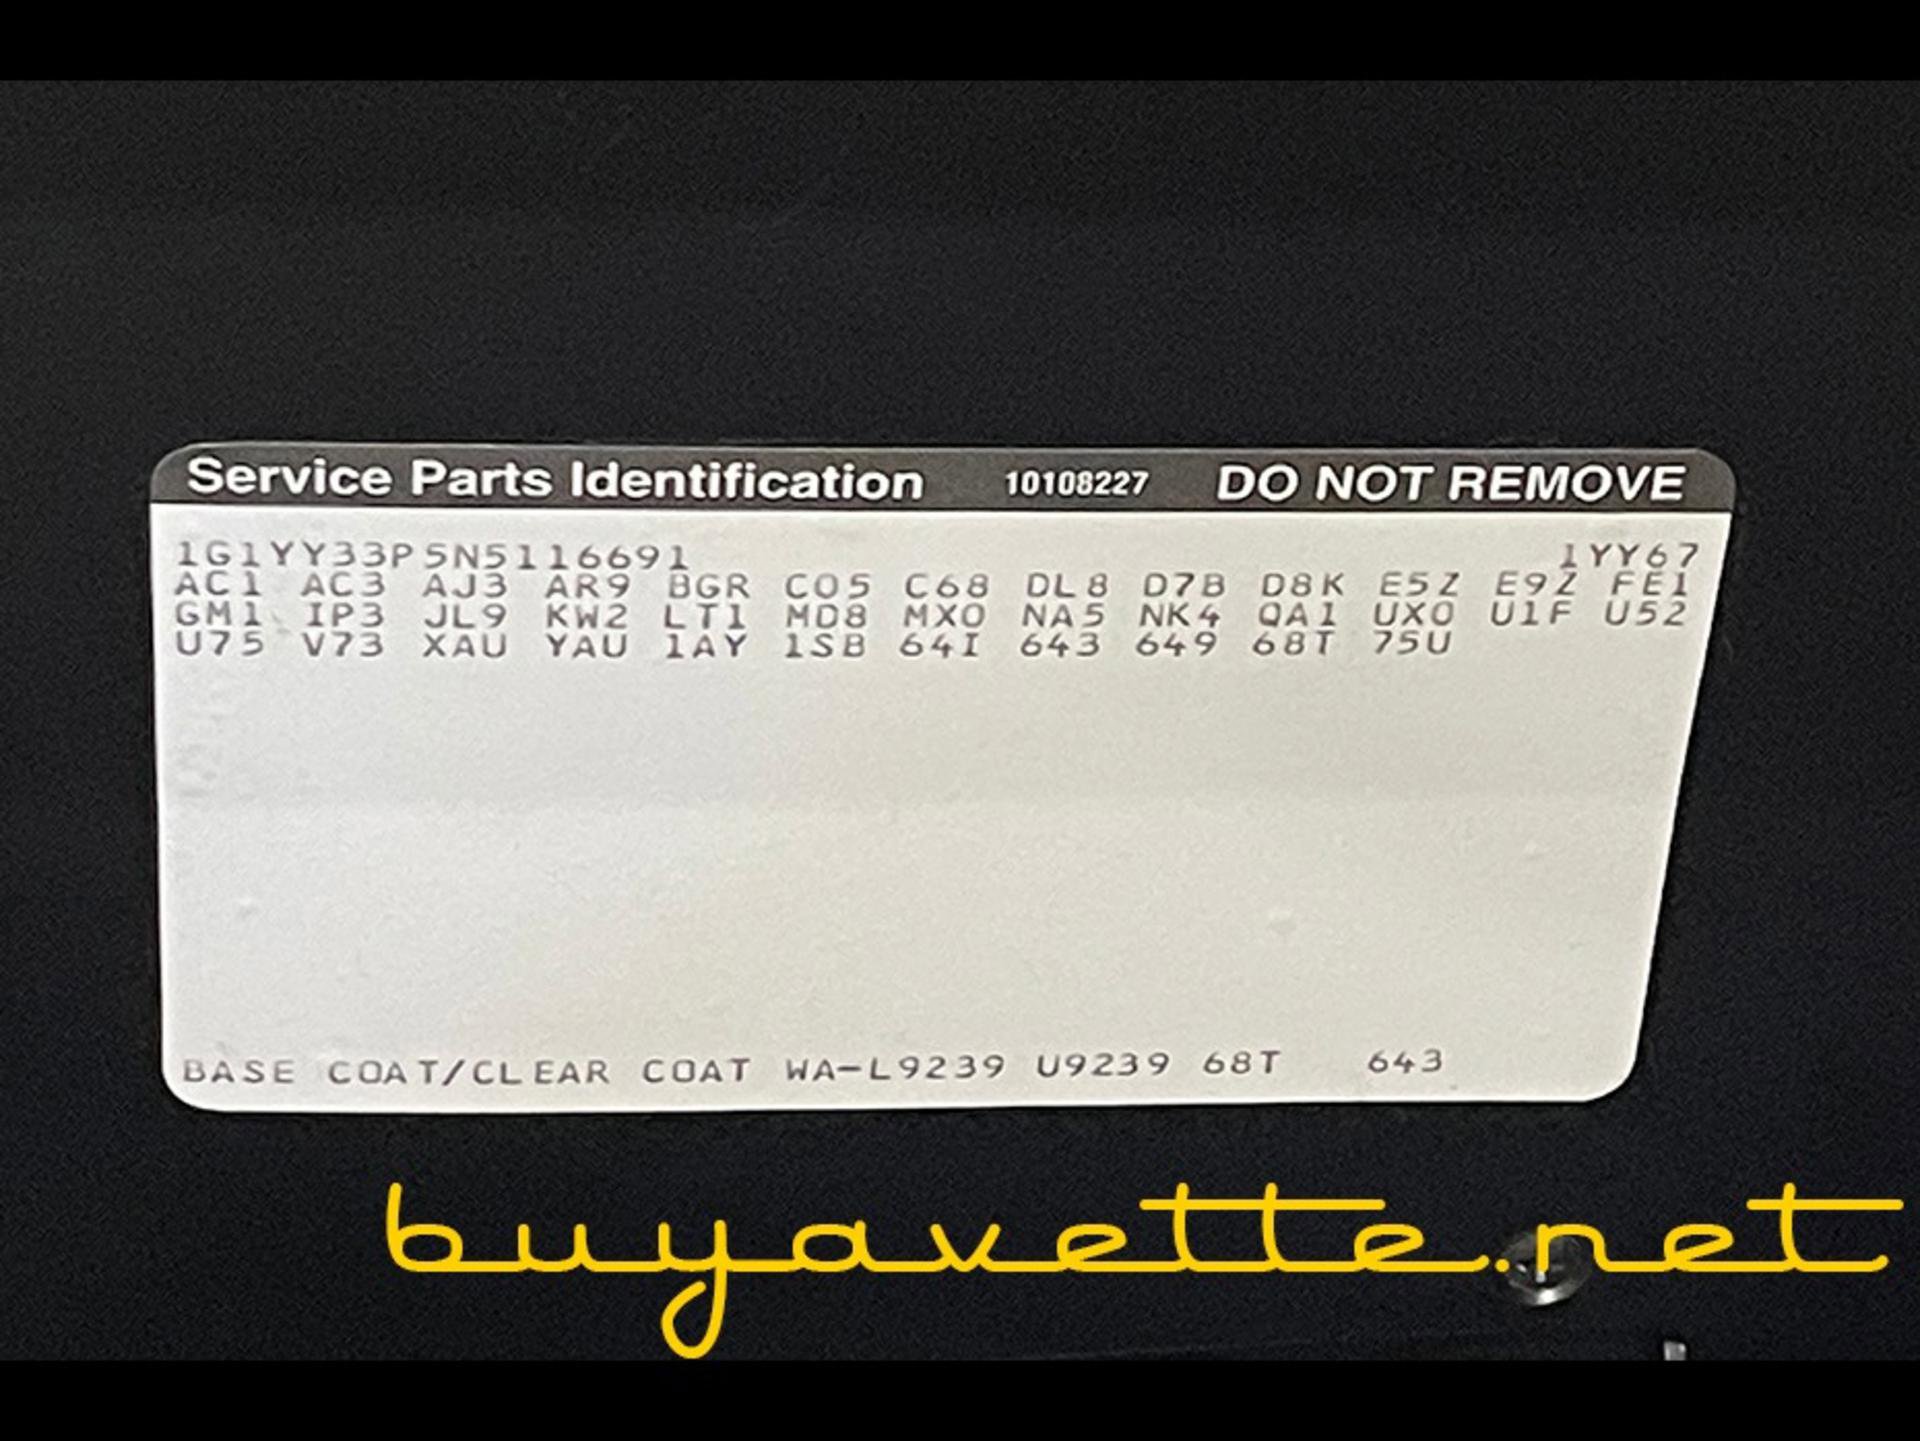 Service Parts Identification 10108227 DO NOT REMOVE
1G1YY33P5N5116691 1YY67
AC1 AC3 AJ3 AR9 BGR C05 C68 DL8 D7B D8K E5Z E9Z FE1
GM1 IP3 JL9 KW2 LT1 MD8 MX0 NA5 NK4 QA1 UX0 U1F U52
U75 V73 XAU YAU 1AY 1SB 64I 643 649 68T 75U
BASE COAT/CLEAR COAT WA-L9239 U9239 68T 643
buyavette.net